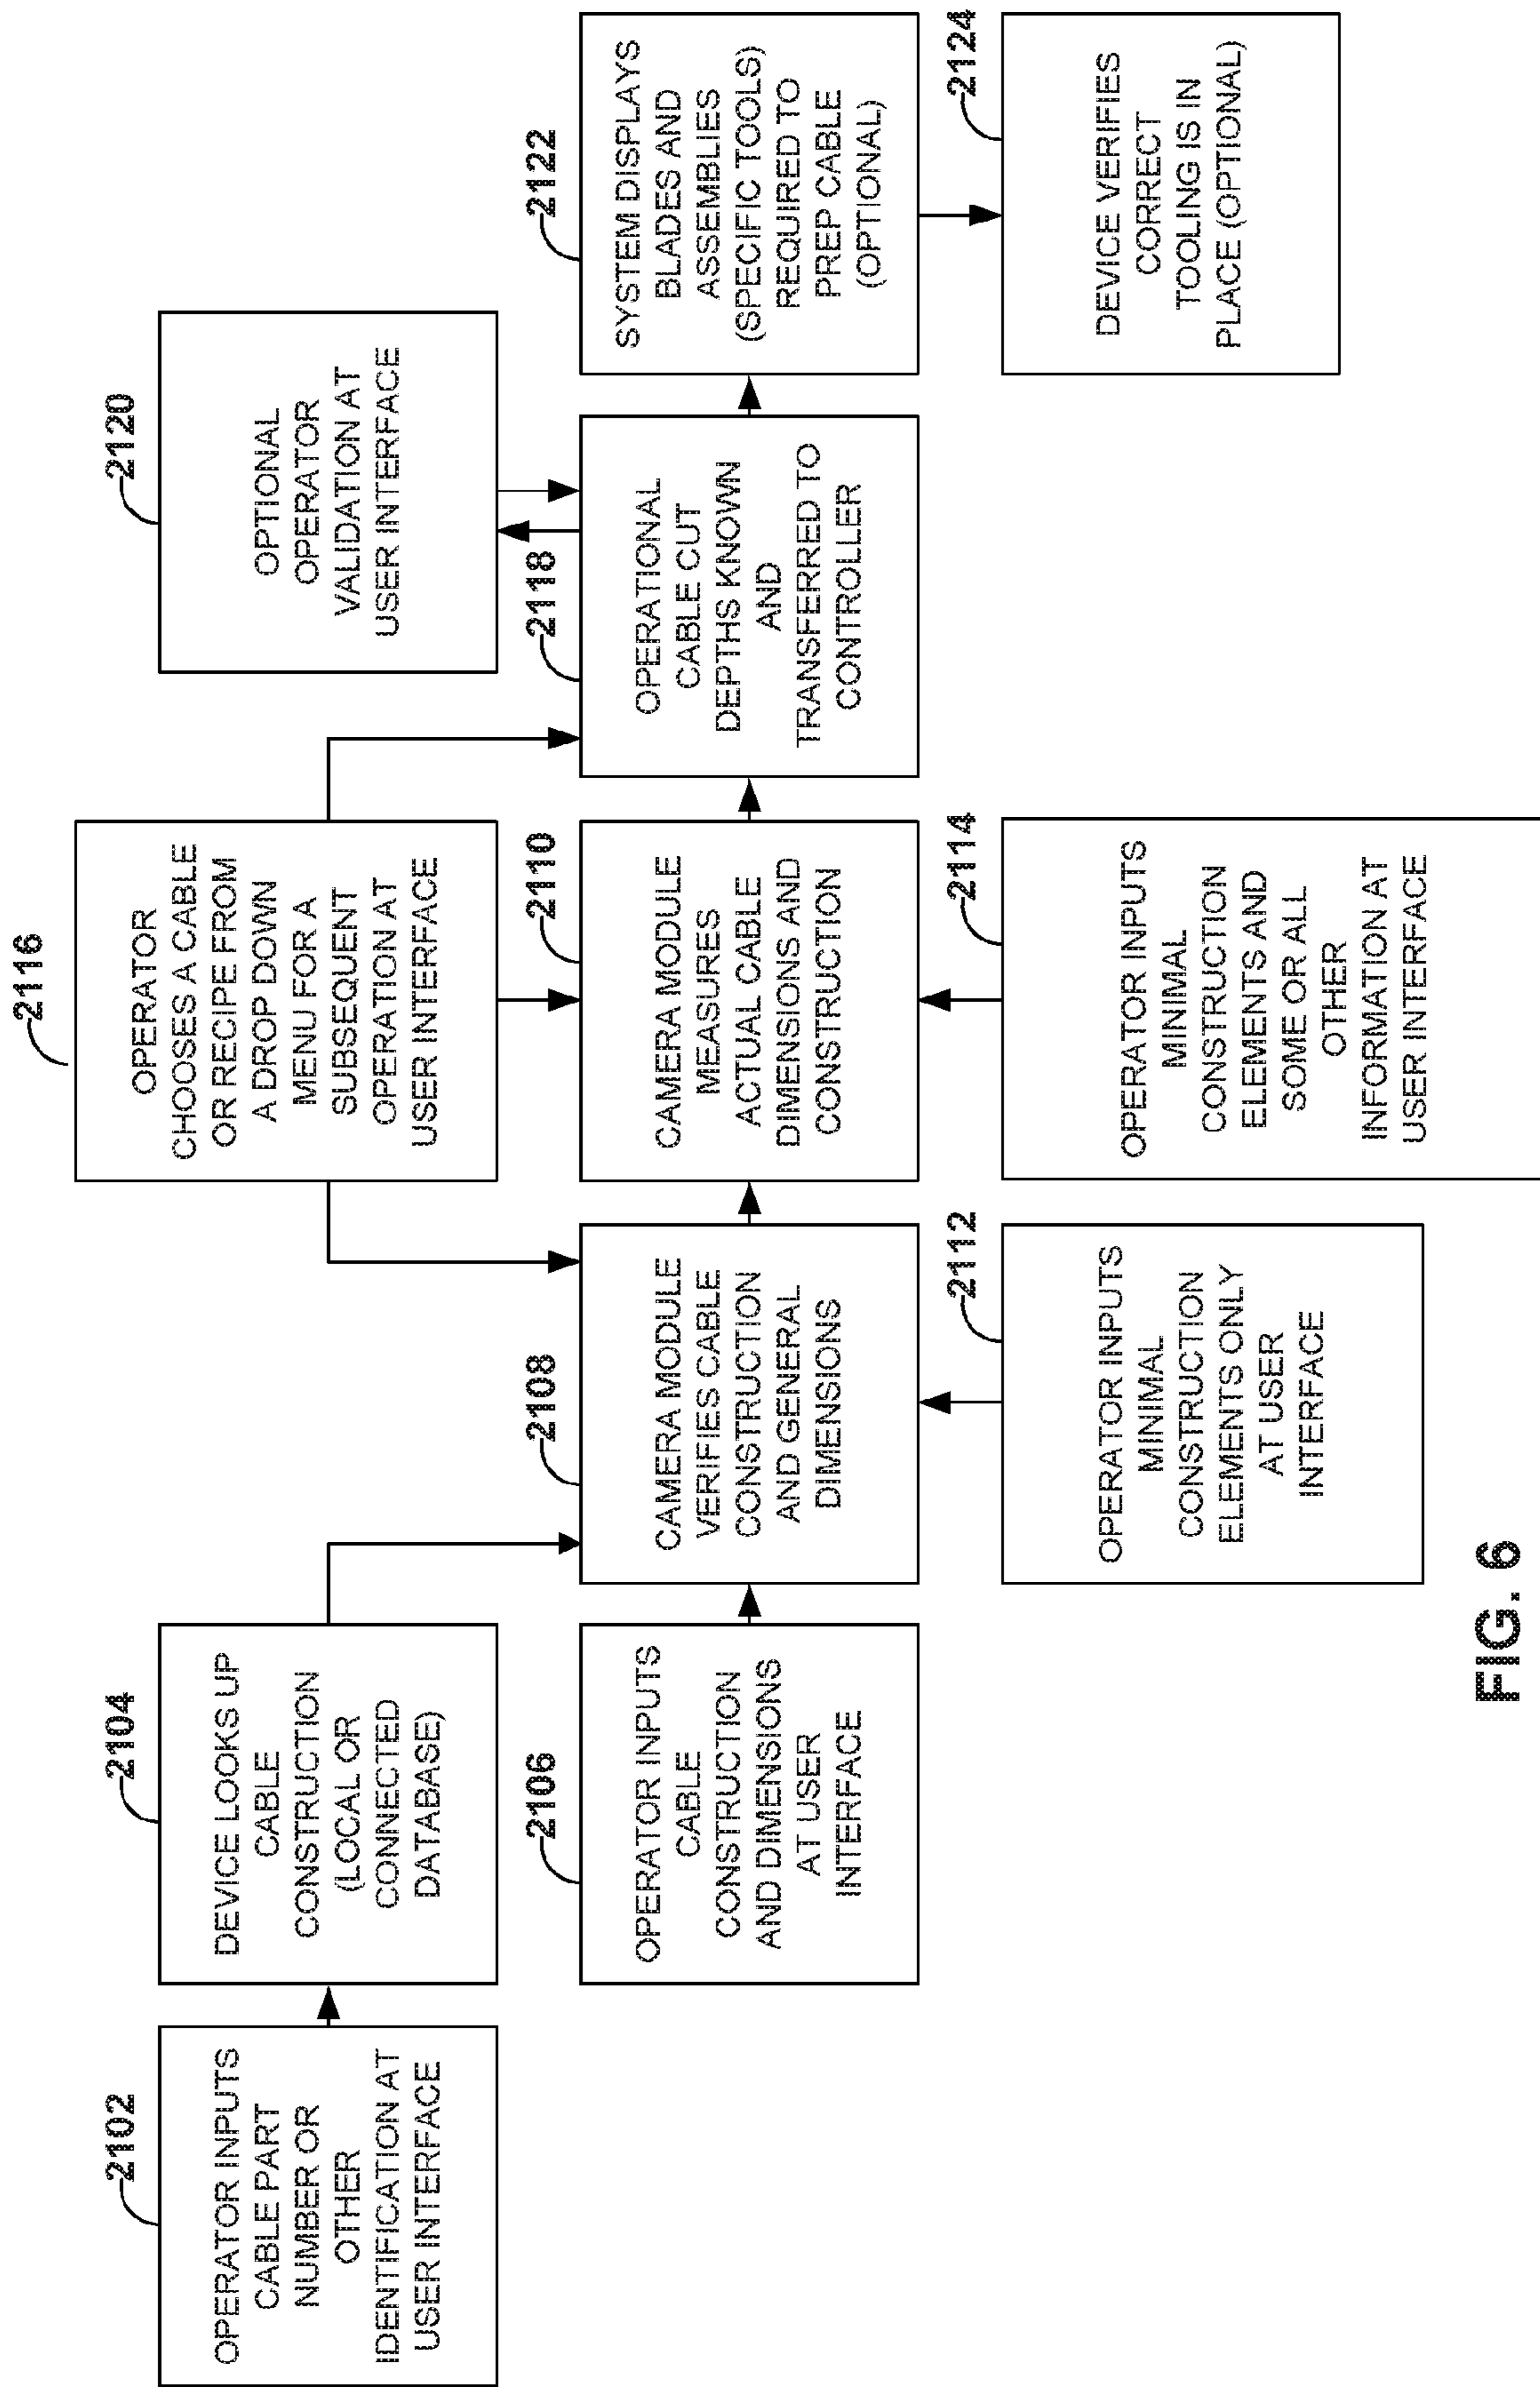 2102
OPERATOR INPUTS
CABLE PART
NUMBER OR
OTHER
IDENTIFICATION AT
USER INTERFACE
2104
DEVICE LOOKS UP
CABLE
CONSTRUCTION
(LOCAL OR
CONNECTED
DATABASE)
2106
OPERATOR INPUTS
CABLE
CONSTRUCTION
AND DIMENSIONS
AT USER
INTERFACE
2108
CAMERA MODULE
VERIFIES CABLE
CONSTRUCTION
AND GENERAL
DIMENSIONS
2112
OPERATOR INPUTS
MINIMAL
CONSTRUCTION
ELEMENTS ONLY
AT USER
INTERFACE
2116
OPERATOR
CHOOSES A CABLE
OR RECIPE FROM
A DROP DOWN
MENU FOR A
SUBSEQUENT
OPERATION AT
USER INTERFACE
2110
CAMERA MODULE
MEASURES
ACTUAL CABLE
DIMENSIONS AND
CONSTRUCTION
2114
OPERATOR INPUTS
MINIMAL
CONSTRUCTION
ELEMENTS AND
SOME OR ALL
OTHER
INFORMATION AT
USER INTERFACE
2120
OPTIONAL
OPERATOR
VALIDATION AT
USER INTERFACE
2118
OPERATIONAL
CABLE CUT
DEPTHS KNOWN
AND
TRANSFERRED TO
CONTROLLER
2122
SYSTEM DISPLAYS
BLADES AND
ASSEMBLIES
(SPECIFIC TOOLS)
REQUIRED TO
PREP CABLE
(OPTIONAL)
2124
DEVICE VERIFIES
CORRECT
TOOLING IS IN
PLACE (OPTIONAL)
FIG. 6